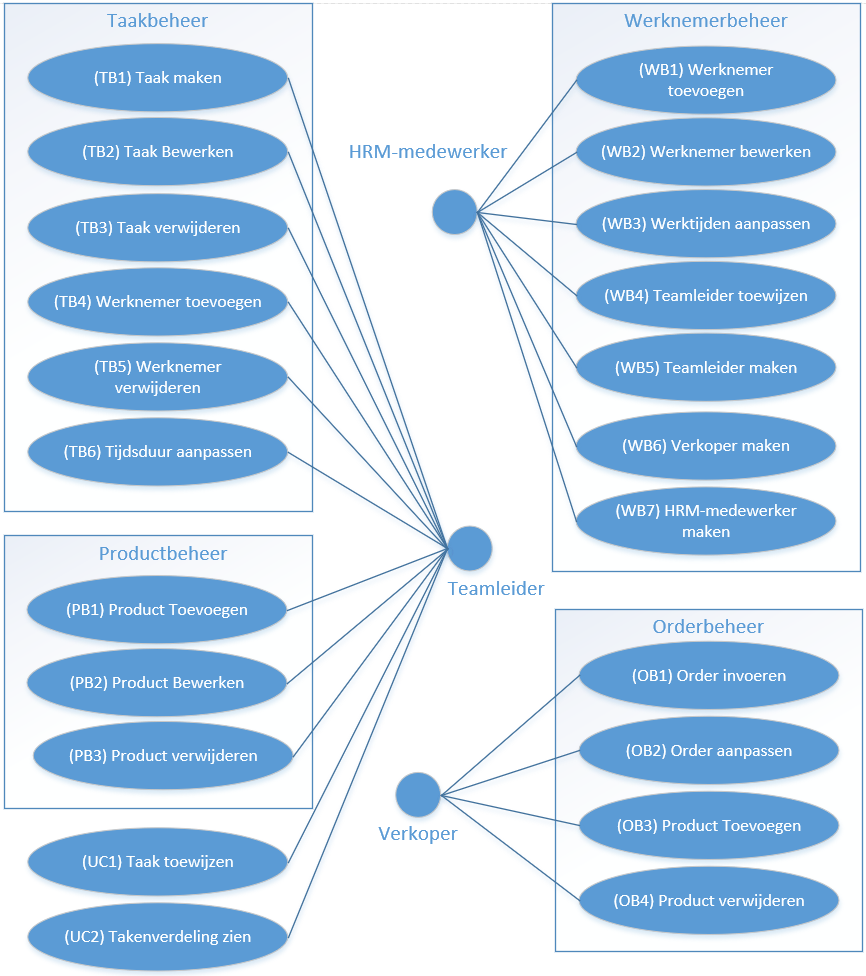 Taakbeheer
(TB1) Taak maken
(TB2) Taak Bewerken
(TB3) Taak verwijderen
(TB4) Werknemer toevoegen
(TB5) Werknemer
verwijderen
(TB6) Tijdsduur aanpassen
Productbeheer
(PB1) Product Toevoegen
(PB2) Product Bewerken
(PB3) Product verwijderen
(UC1) Taak toewijzen
(UC2) Takenverdeling zien
HRM-medewerker
Teamleider
Verkoper
Werknemerbeheer
(WB1) Werknemer
toevoegen
(WB2) Werknemer bewerken
(WB3) Werktijden aanpassen
(WB4) Teamleider toewijzen
(WB5) Teamleider maken
(WB6) Verkoper maken
(WB7) HRM-medewerker
maken
Orderbeheer
(OB1) Order invoeren
(OB2) Order aanpassen
(OB3) Product Toevoegen
(OB4) Product verwijderen